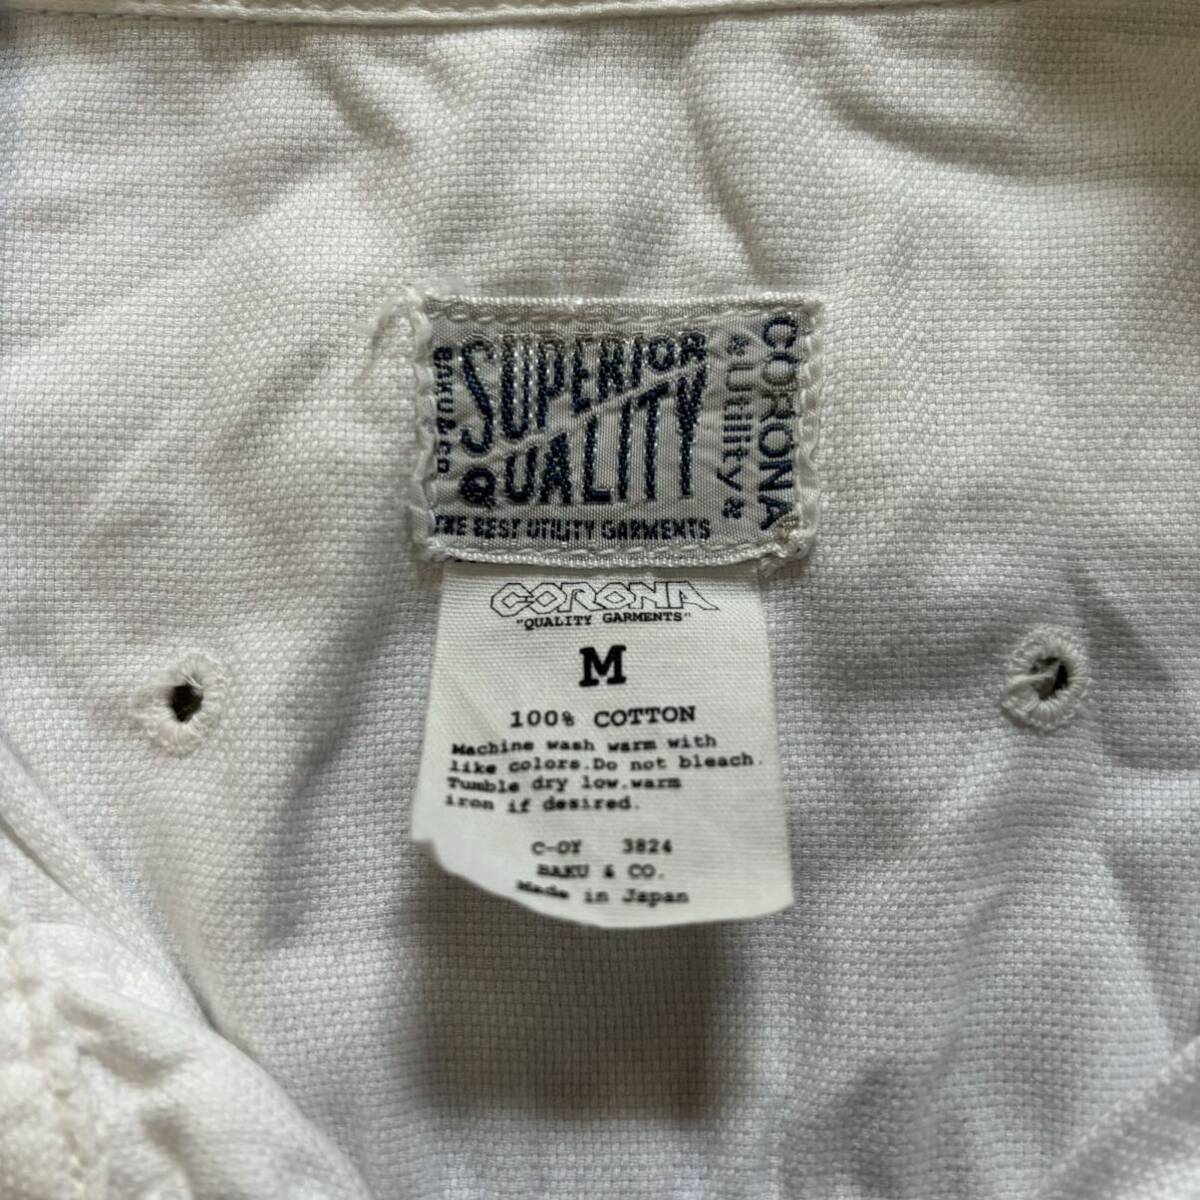 SUPERIOR
QUALITY
BAKU & CO.
CORONA
& Utility &
THE BEST UTILITY GARMENTS
CORONA
"QUALITY GARMENTS"
M
100% COTTON
Machine wash warm with
like colors.Do not bleach.
Tumble dry low.warm
iron if desired.
C-OY 3824
BAKU & CO.
Made in Japan